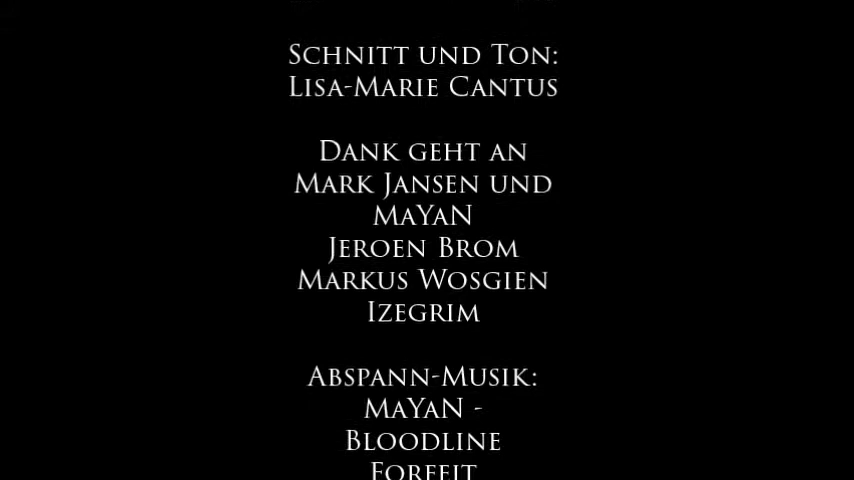 Schnitt und Ton:
Lisa-Marie Cantus
Dank geht an
Mark Jansen und
MaYaN
Jeroen Brom
Markus Wosgien
Izegrim
Abspann-Musik:
MaYaN -
Bloodline
Forfeit